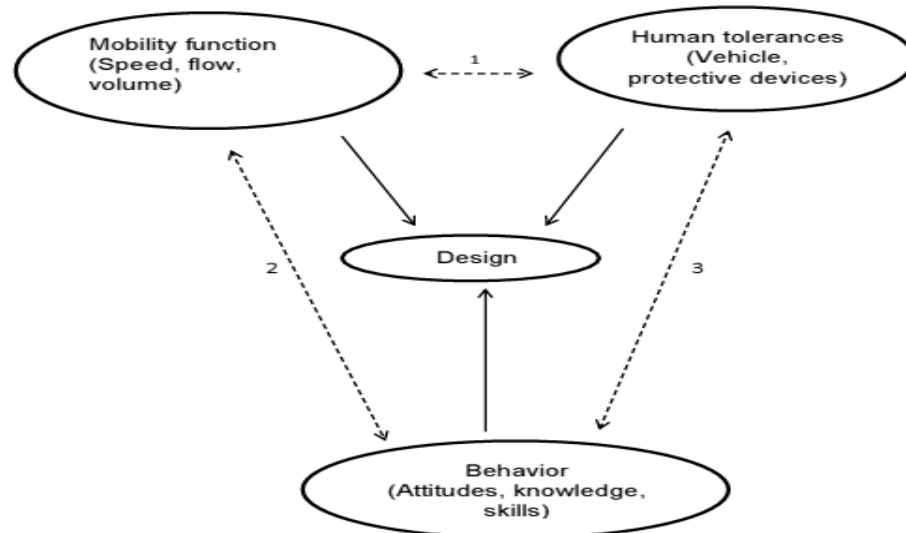 Mobility function
(Speed, flow,
volume)
1
Human tolerances
(Vehicle,
protective devices)
Design
2
3
Behavior
(Attitudes, knowledge,
skills)